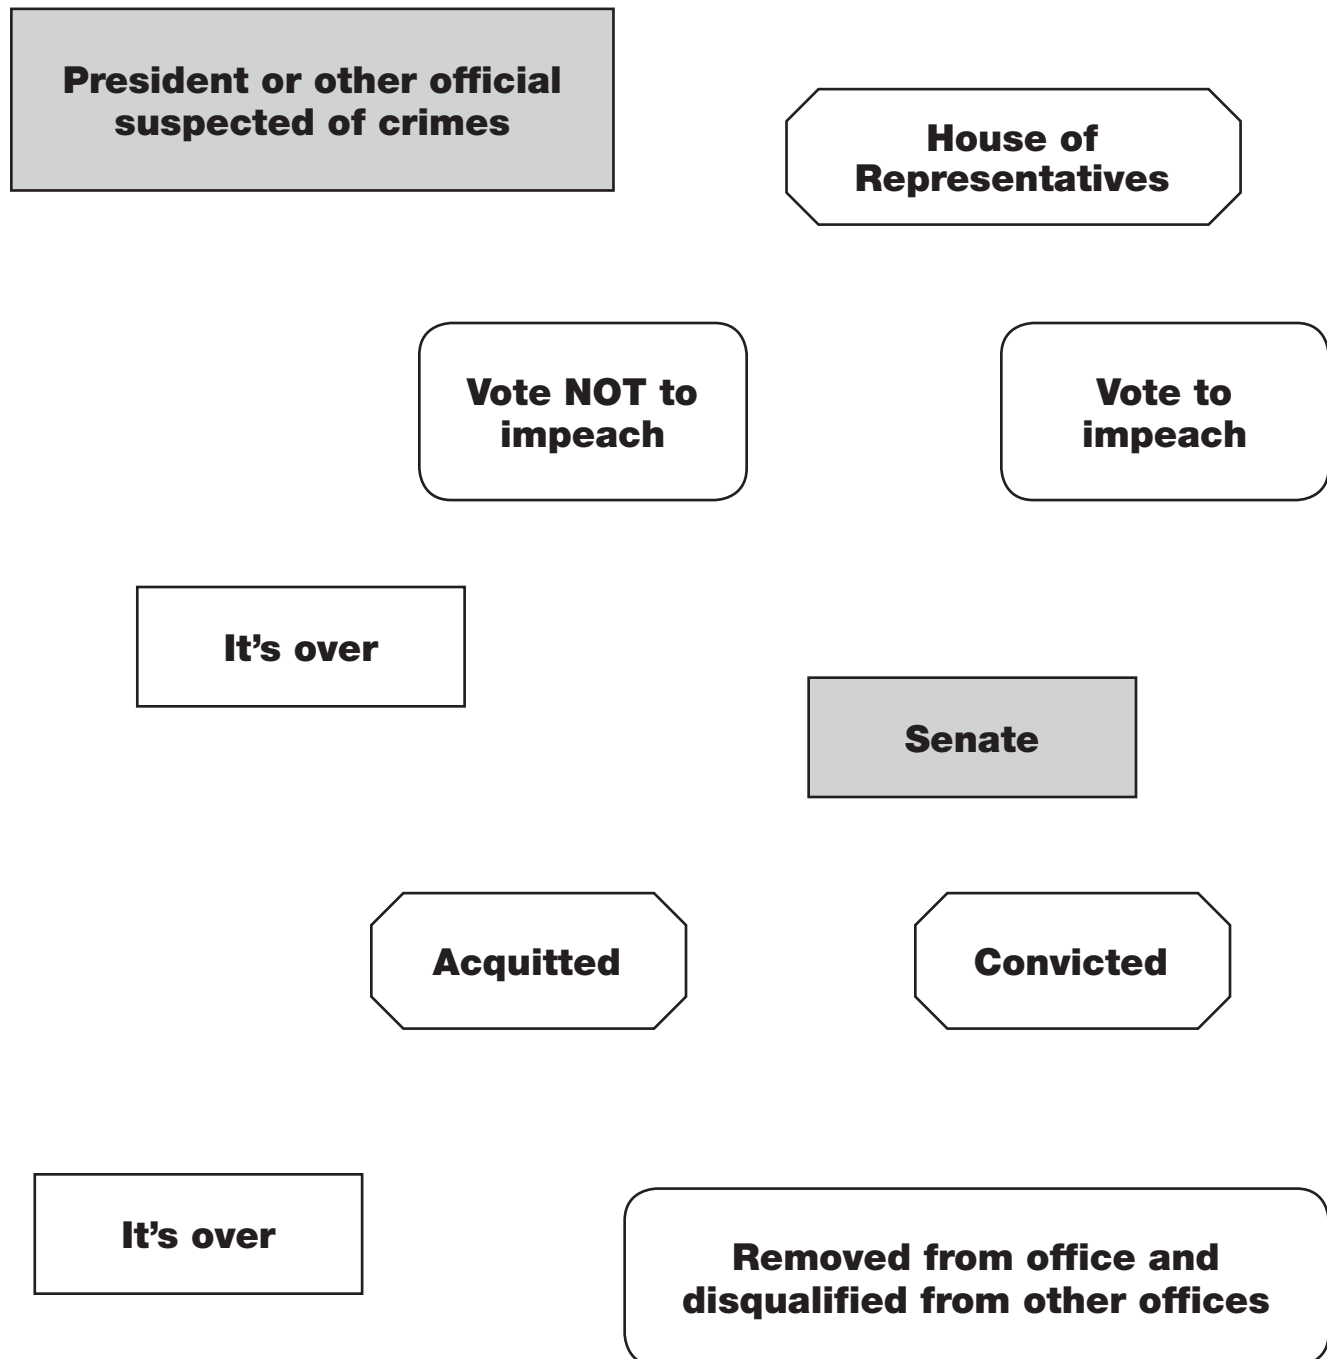 President or other official
suspected of crimes
House of
Representatives
Vote NOT to
impeach
Vote to
impeach
It’s over
Senate
Acquitted
Convicted
It’s over
Removed from office and
disqualified from other offices